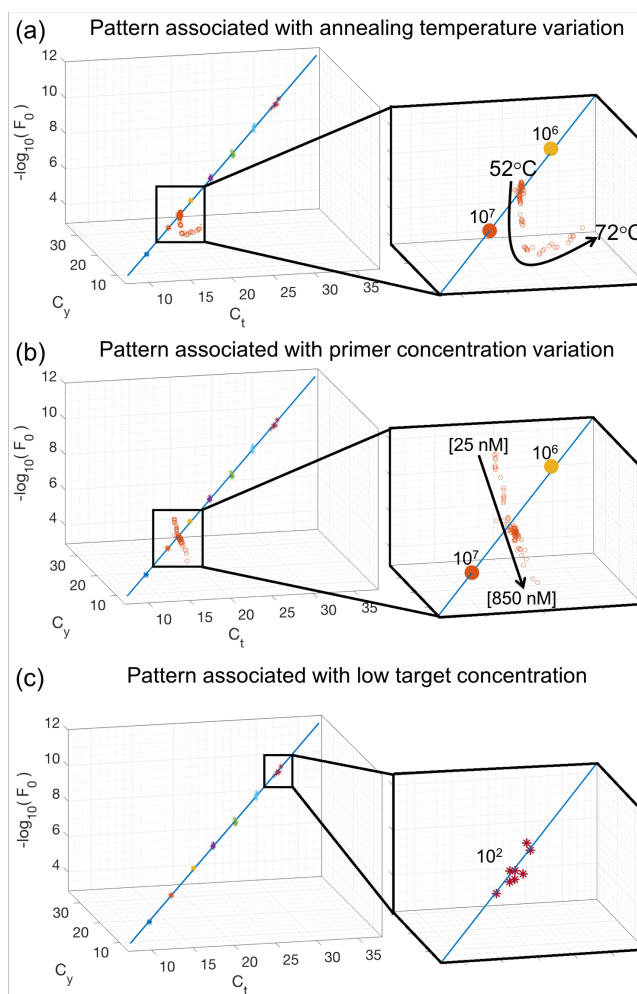 (a) Pattern associated with annealing temperature variation
12
10
8
6
4
-log10( F0 )
30
20
10
Cy
10
15
20
25
30
35
Ct
10^6
52°C
10^7
72°C
(b) Pattern associated with primer concentration variation
12
10
8
6
4
-log10( F0 )
30
20
10
Cy
10
15
20
25
30
35
Ct
[25 nM]
10^6
10^7
[850 nM]
(c) Pattern associated with low target concentration
12
10
8
6
4
-log10( F0 )
30
20
10
Cy
10
15
20
25
30
35
Ct
10^2